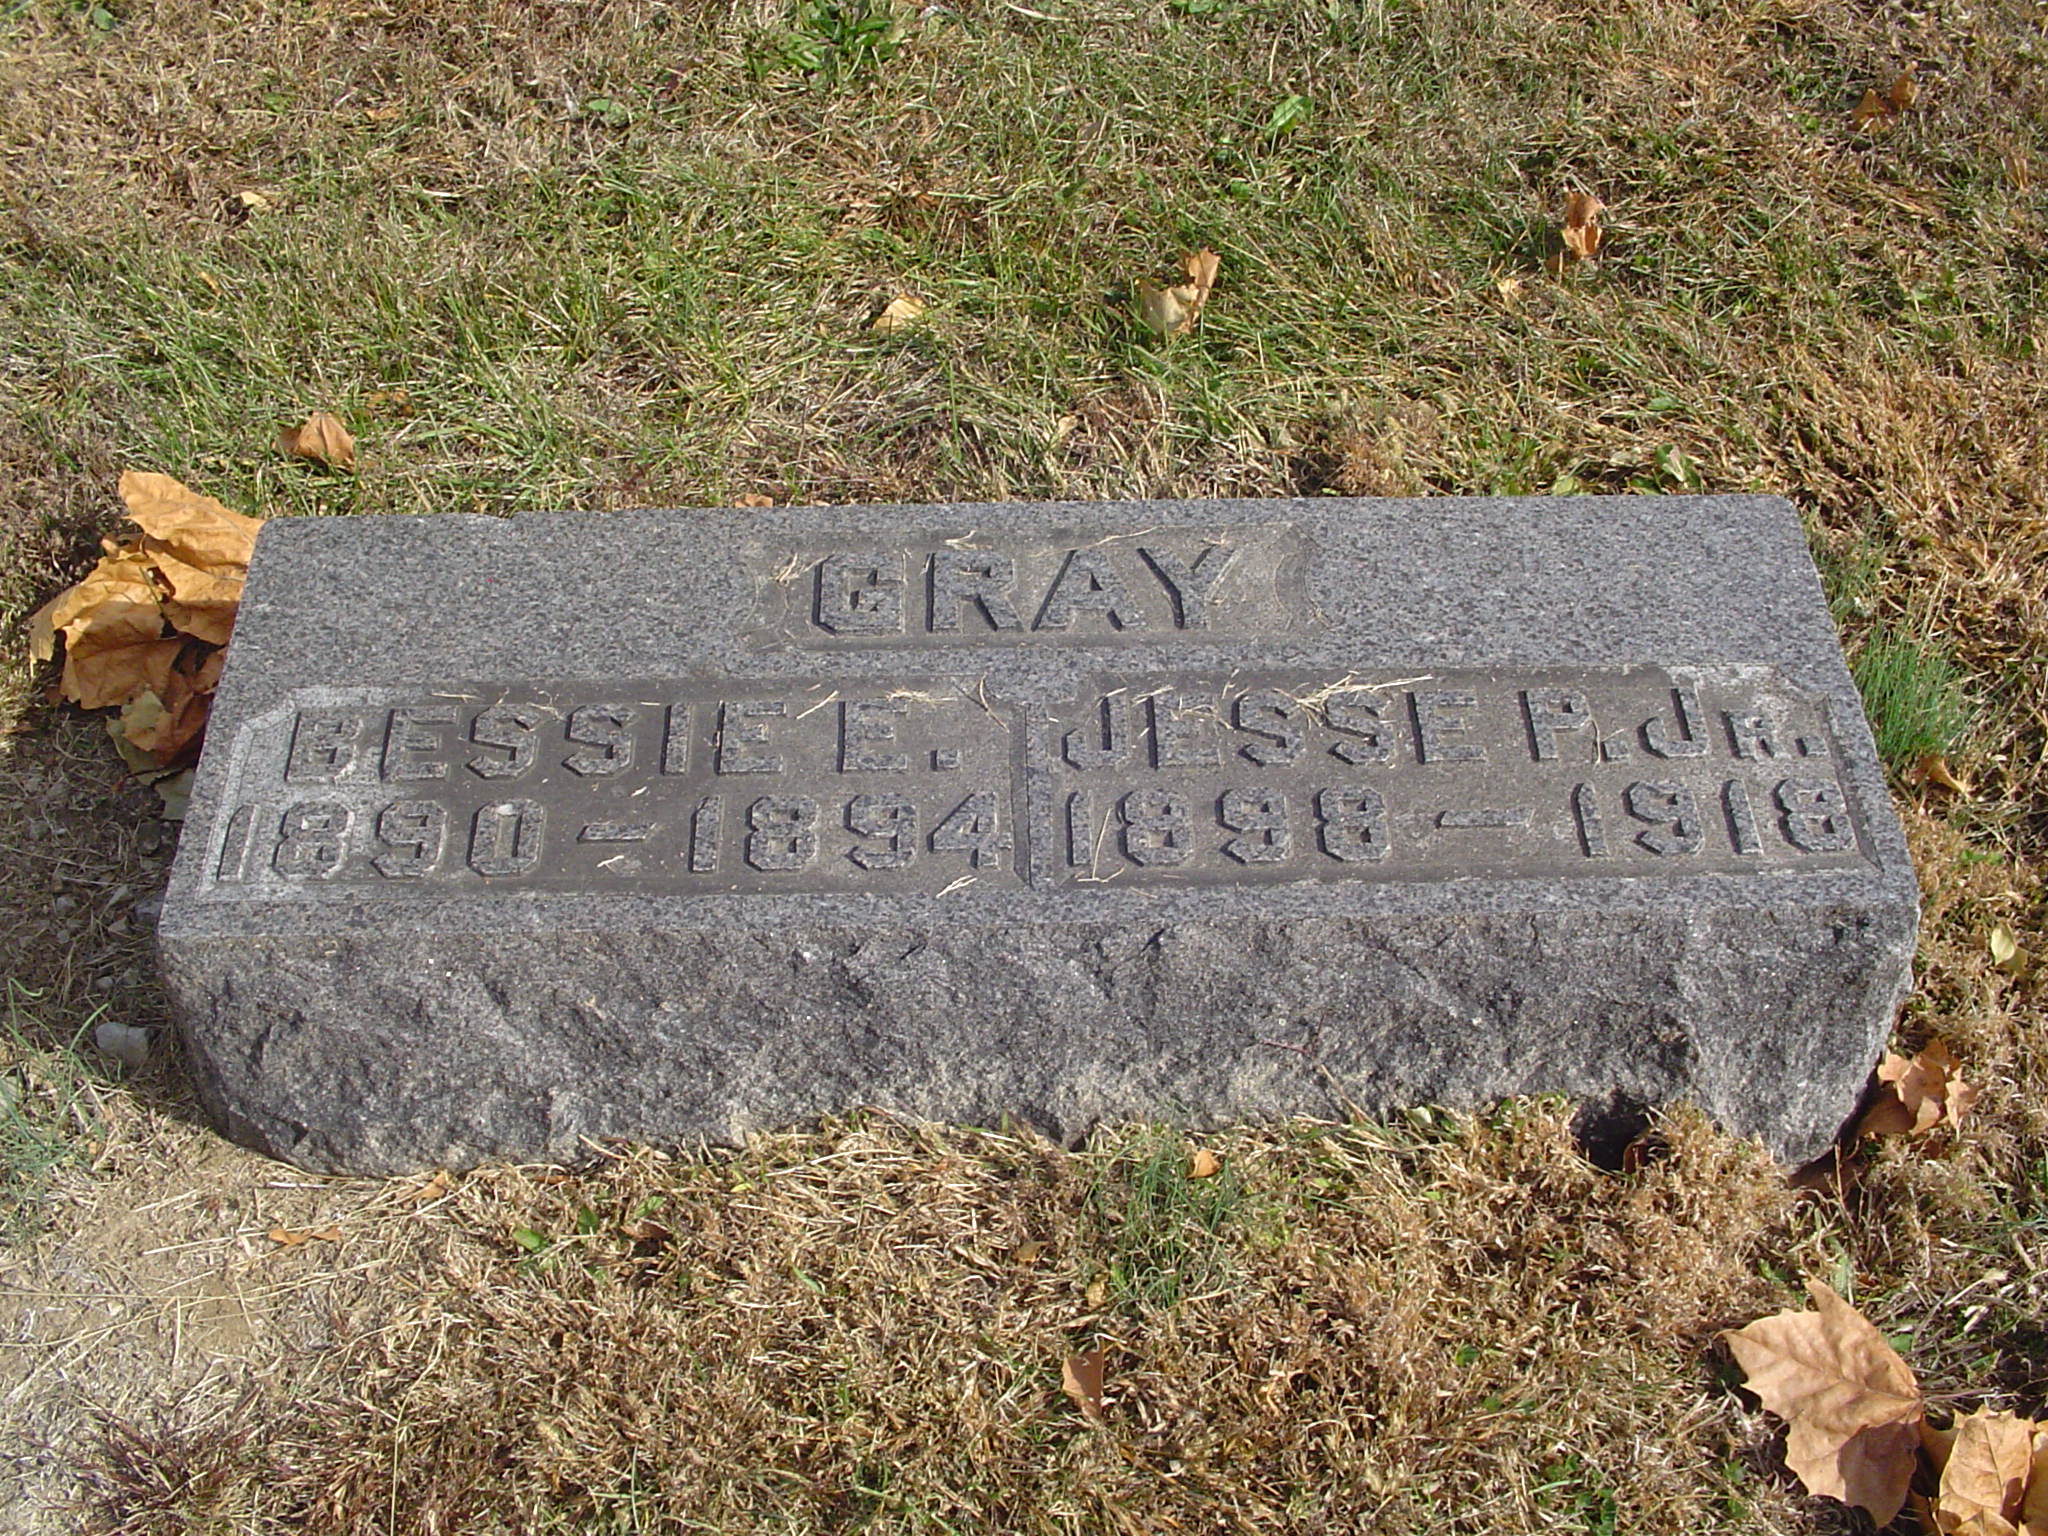 GRAY
BESSIE E.
1890-1894
JESSE P. JR.
1898-1918